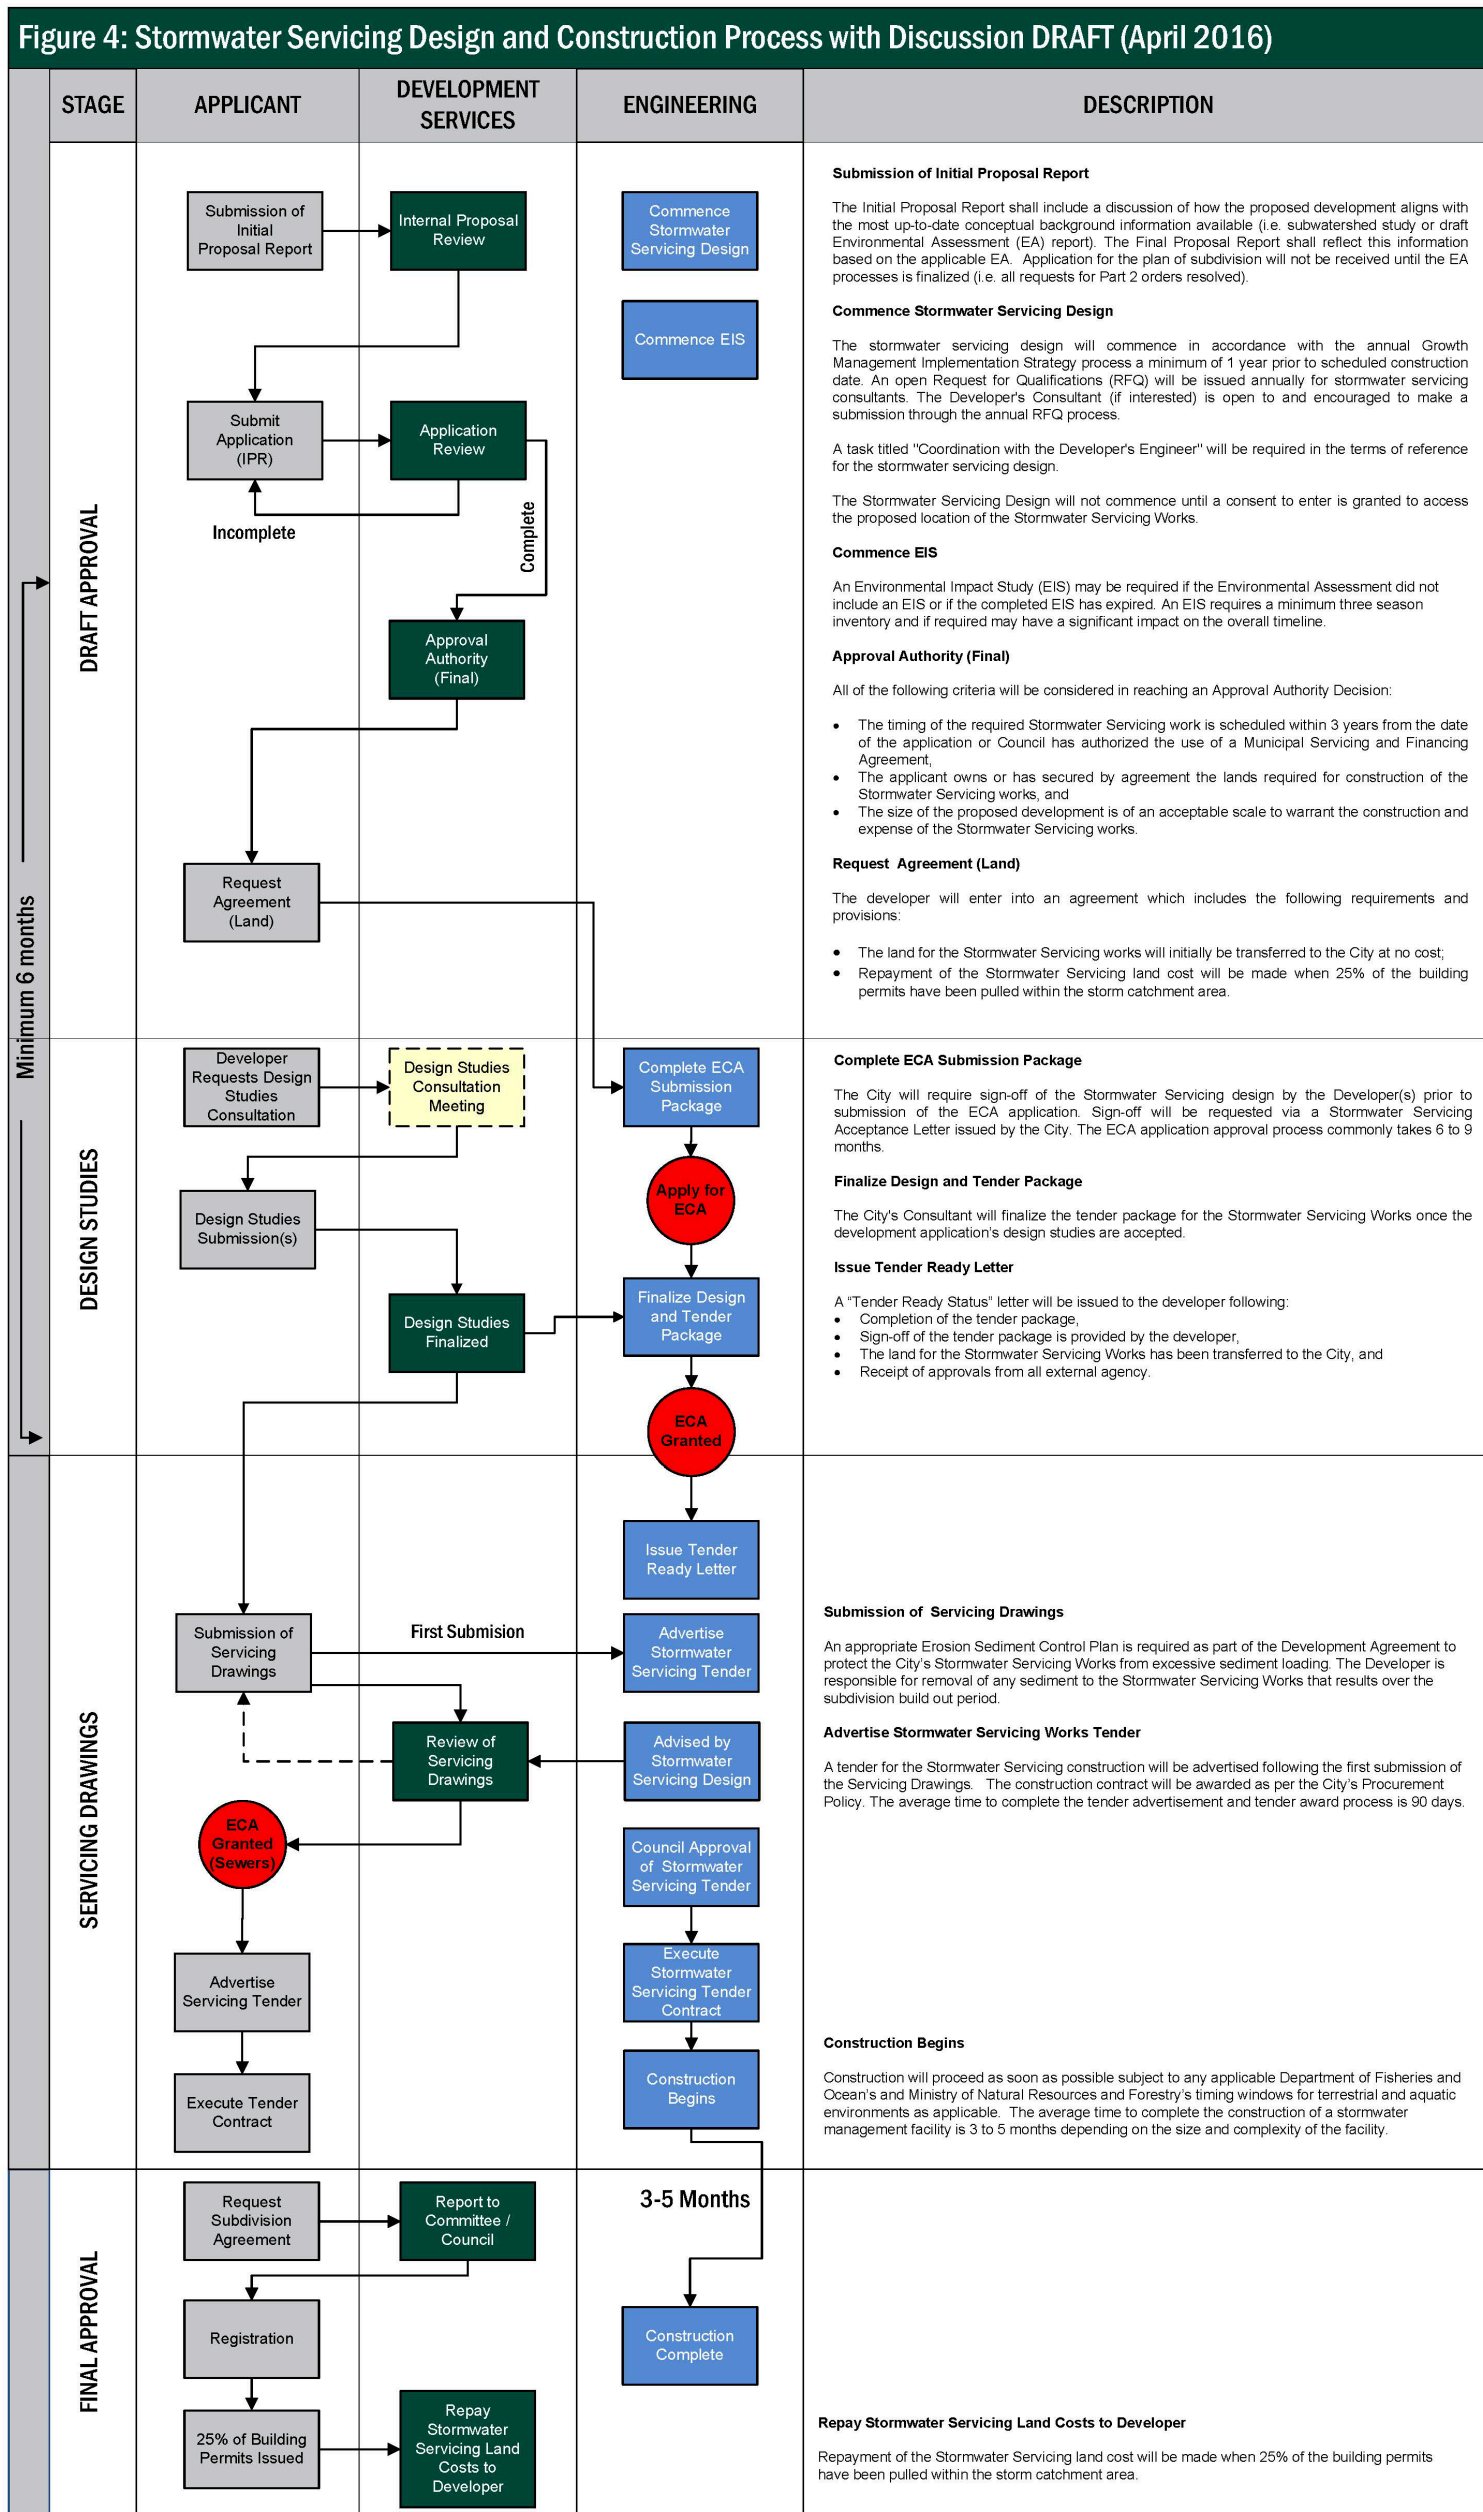 Figure 4: Stormwater Servicing Design and Construction Process with Discussion DRAFT (April 2016)
STAGE
APPLICANT
DEVELOPMENT
SERVICES
ENGINEERING
DESCRIPTION
Minimum 6 months
DRAFT APPROVAL
Submission of
Initial
Proposal Report
Internal Proposal
Review
Commence
Stormwater
Servicing Design
Commence EIS
Submit
Application
(IPR)
Application
Review
Incomplete
Complete
Approval
Authority
(Final)
Request
Agreement
(Land)
Submission of Initial Proposal Report
The Initial Proposal Report shall include a discussion of how the proposed development aligns with
the most up-to-date conceptual background information available (i.e. subwatershed study or draft
Environmental Assessment (EA) report). The Final Proposal Report shall reflect this information
based on the applicable EA. Application for the plan of subdivision will not be received until the EA
processes is finalized (i.e. all requests for Part 2 orders resolved).
Commence Stormwater Servicing Design
The stormwater servicing design will commence in accordance with the annual Growth
Management Implementation Strategy process a minimum of 1 year prior to scheduled construction
date. An open Request for Qualifications (RFQ) will be issued annually for stormwater servicing
consultants. The Developer's Consultant (if interested) is open to and encouraged to make a
submission through the annual RFQ process.
A task titled "Coordination with the Developer's Engineer" will be required in the terms of reference
for the stormwater servicing design.
The Stormwater Servicing Design will not commence until a consent to enter is granted to access
the proposed location of the Stormwater Servicing Works.
Commence EIS
An Environmental Impact Study (EIS) may be required if the Environmental Assessment did not
include an EIS or if the completed EIS has expired. An EIS requires a minimum three season
inventory and if required may have a significant impact on the overall timeline.
Approval Authority (Final)
All of the following criteria will be considered in reaching an Approval Authority Decision:
• The timing of the required Stormwater Servicing work is scheduled within 3 years from the date
of the application or Council has authorized the use of a Municipal Servicing and Financing
Agreement,
• The applicant owns or has secured by agreement the lands required for construction of the
Stormwater Servicing works, and
• The size of the proposed development is of an acceptable scale to warrant the construction and
expense of the Stormwater Servicing works.
Request Agreement (Land)
The developer will enter into an agreement which includes the following requirements and
provisions:
• The land for the Stormwater Servicing works will initially be transferred to the City at no cost;
• Repayment of the Stormwater Servicing land cost will be made when 25% of the building
permits have been pulled within the storm catchment area.
DESIGN STUDIES
Developer
Requests Design
Studies
Consultation
Design Studies
Consultation
Meeting
Complete ECA
Submission
Package
Apply for
ECA
Design Studies
Submission(s)
Design Studies
Finalized
Finalize Design
and Tender
Package
ECA
Granted
Complete ECA Submission Package
The City will require sign-off of the Stormwater Servicing design by the Developer(s) prior to
submission of the ECA application. Sign-off will be requested via a Stormwater Servicing
Acceptance Letter issued by the City. The ECA application approval process commonly takes 6 to 9
months.
Finalize Design and Tender Package
The City's Consultant will finalize the tender package for the Stormwater Servicing Works once the
development application's design studies are accepted.
Issue Tender Ready Letter
A “Tender Ready Status” letter will be issued to the developer following:
• Completion of the tender package,
• Sign-off of the tender package is provided by the developer,
• The land for the Stormwater Servicing Works has been transferred to the City, and
• Receipt of approvals from all external agency.
SERVICING DRAWINGS
Issue Tender
Ready Letter
Submission of
Servicing
Drawings
First Submision
Advertise
Stormwater
Servicing Tender
Review of
Servicing
Drawings
Advised by
Stormwater
Servicing Design
ECA
Granted
(Sewers)
Council Approval
of Stormwater
Servicing Tender
Advertise
Servicing Tender
Execute
Stormwater
Servicing Tender
Contract
Execute Tender
Contract
Construction
Begins
Submission of Servicing Drawings
An appropriate Erosion Sediment Control Plan is required as part of the Development Agreement to
protect the City's Stormwater Servicing Works from excessive sediment loading. The Developer is
responsible for removal of any sediment to the Stormwater Servicing Works that results over the
subdivision build out period.
Advertise Stormwater Servicing Works Tender
A tender for the Stormwater Servicing construction will be advertised following the first submission of
the Servicing Drawings. The construction contract will be awarded as per the City's Procurement
Policy. The average time to complete the tender advertisement and tender award process is 90 days.
Construction Begins
Construction will proceed as soon as possible subject to any applicable Department of Fisheries and
Ocean's and Ministry of Natural Resources and Forestry's timing windows for terrestrial and aquatic
environments as applicable. The average time to complete the construction of a stormwater
management facility is 3 to 5 months depending on the size and complexity of the facility.
FINAL APPROVAL
Request
Subdivision
Agreement
Report to
Committee /
Council
3-5 Months
Registration
Construction
Complete
25% of Building
Permits Issued
Repay
Stormwater
Servicing Land
Costs to
Developer
Repay Stormwater Servicing Land Costs to Developer
Repayment of the Stormwater Servicing land cost will be made when 25% of the building permits
have been pulled within the storm catchment area.